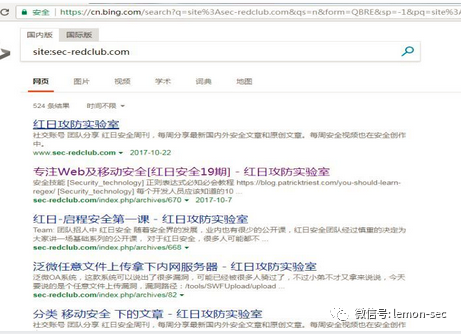 安全 | https://cn.bing.com/search?q=site%3Asec-redclub.com&qs=n&form=QBRE&sp=-1&pq=site%3A
国内版 国际版
site:sec-redclub.com
网页 图片 视频 学术 词典 地图
524 条结果 时间不限
红日攻防实验室
社交账号 团队分享 红日安全周刊，每周分享最新国内外安全文章和原创文章。每周安全视频也在安全创作
中。
www.sec-redclub.com 2017-10-22
专注Web及移动安全[红日安全19期] - 红日攻防实验室
安全技能 [Security_technology] 正则表达式必知必会教程 https://blog.patricktriest.com/you-should-learn-
regex/ [Security_technology] 每个开发人员应该知道的10 ...
sec-redclub.com/index.php/archives/670 2017-10-7
红日-启程安全第一课 - 红日攻防实验室
Team: 团队招人中 红日安全 随着安全界的发展，业内也有很少的公开课，红日安全团队经过慎重的决定为
大家讲一场基础系列的公开课，对于红日安全，很多人可能都不 ...
sec-redclub.com/index.php/archives/668
泛微任意文件上传拿下内网服务器 - 红日攻防实验室
泛微OA系统，这款系统可以说出了很多漏洞，可能已经被很多人骑过了，不过小弟不才又拿来说说，今天
要说的是个任意文件上传漏洞，漏洞路径：/tools/SWFUpload/upload ...
sec-redclub.com/index.php/archives/82
分类 移动安全 下的文章 - 红日攻防实验室
微信号: lemon-sec